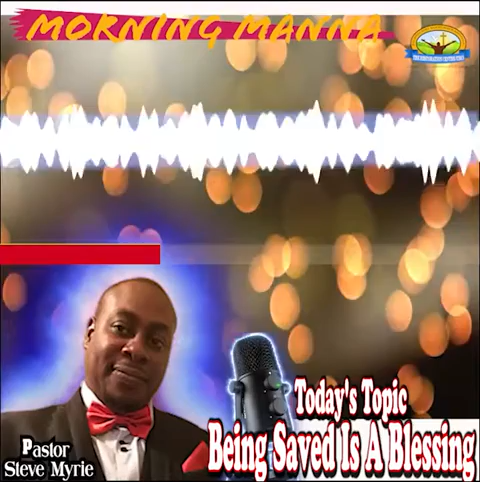 MORNING MANNA
Today's Topic
Being Saved Is A Blessing
Pastor
Steve Myrie